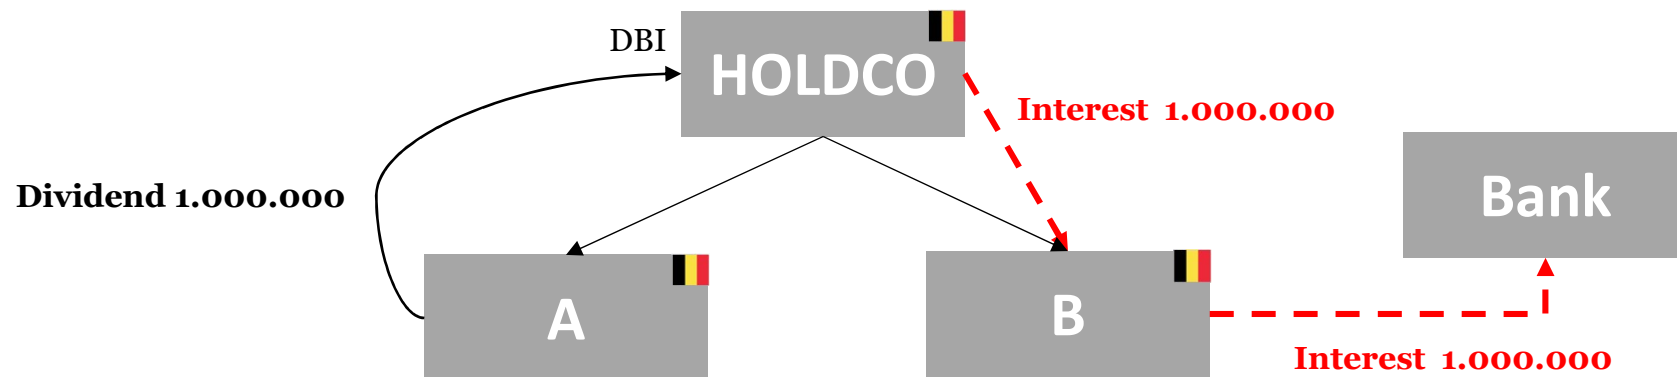 DBI
HOLDCO
Interest 1.000.000
Dividend 1.000.000
Bank
A
B
Interest 1.000.000